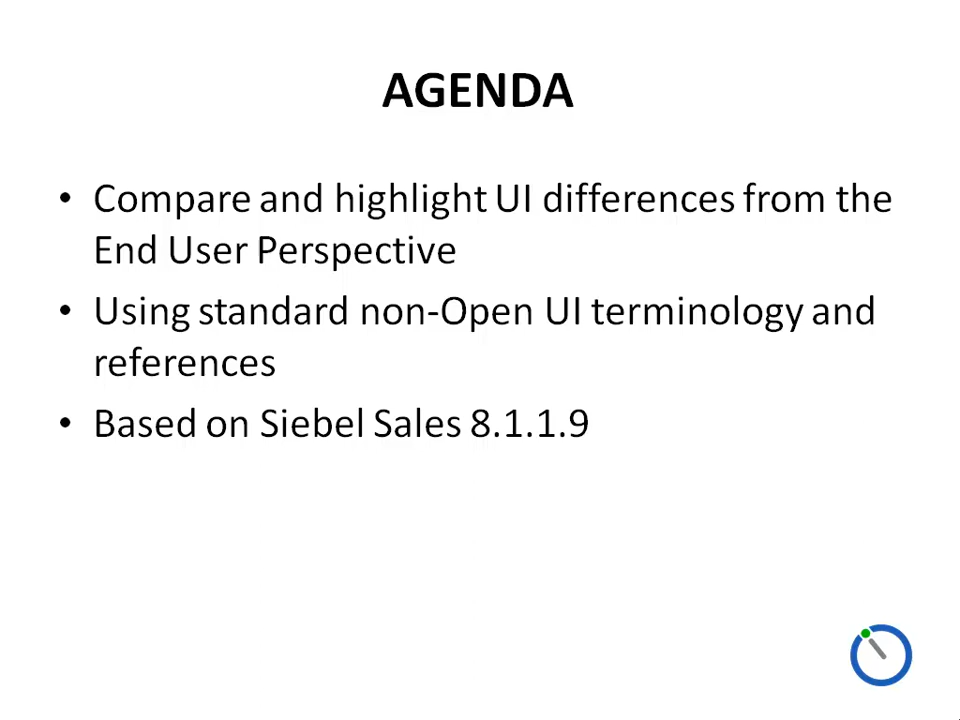 AGENDA
• Compare and highlight UI differences from the
End User Perspective
• Using standard non-Open UI terminology and
references
• Based on Siebel Sales 8.1.1.9